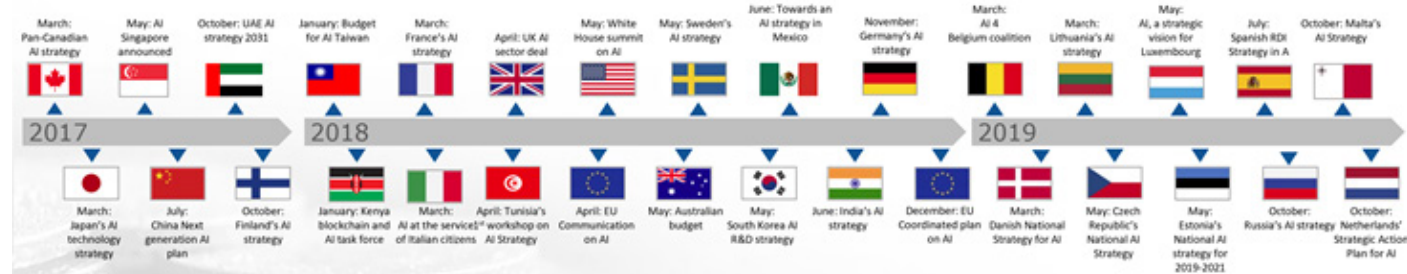 March:
Pan-Canadian
AI strategy
May: AI
Singapore
announced
October: UAE AI
strategy 2031
January: Budget
for AI Taiwan
March:
France's AI
strategy
April: UK AI
sector deal
May: White
House summit
on AI
May: Sweden's
AI strategy
June: Towards an
AI strategy in
Mexico
November:
Germany's AI
strategy
March:
AI 4
Belgium coalition
March:
Lithuania's AI
strategy
May:
AI, a strategic
vision for
Luxembourg
July:
Spanish RDI
Strategy in A
October: Malta's
AI Strategy
2017
2018
2019
March:
Japan's AI
technology
strategy
July:
China Next
generation AI
plan
October:
Finland's AI
strategy
January: Kenya
blockchain and
AI task force
March:
AI at the service
of Italian citizens
April: Tunisia's
1st workshop on
AI Strategy
April: EU
Communication
on AI
May: Australian
budget
May:
South Korea AI
R&D strategy
June: India's AI
strategy
December: EU
Coordinated plan
on AI
March:
Danish National
Strategy for AI
May: Czech
Republic's
National AI
Strategy
May:
Estonia's
National AI
strategy for
2019-2021
October:
Russia's AI strategy
October:
Netherlands'
Strategic Action
Plan for AI